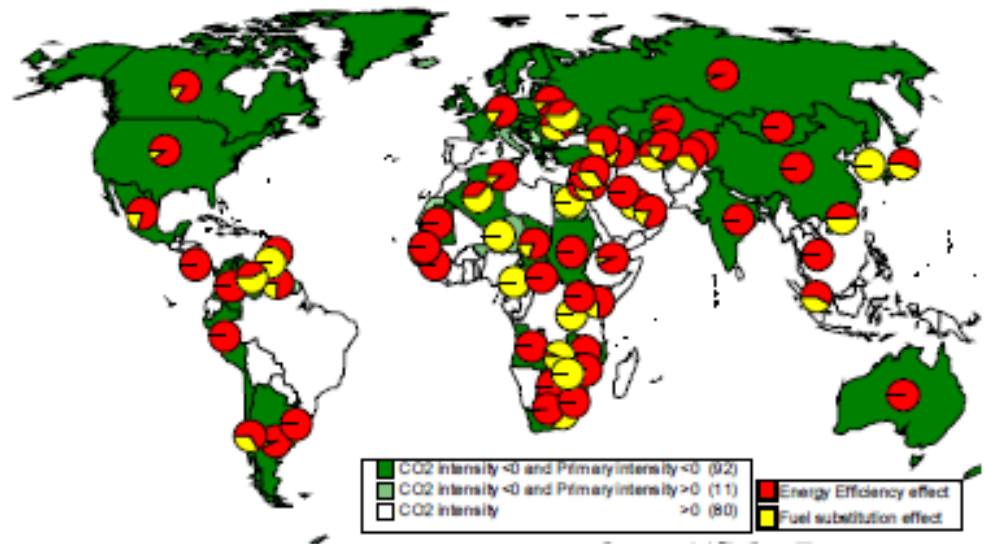 CO2 intensity <0 and Primary intensity <0 (92)
CO2 intensity <0 and Primary intensity >0 (11)
CO2 intensity >0 (80)
Energy Efficiency effect
Fuel substitution effect